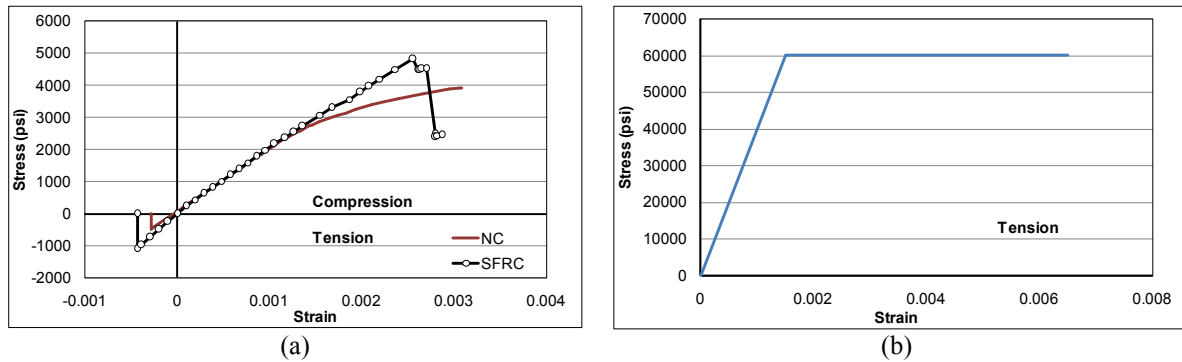 6000
5000
4000
3000
2000
1000
0
-1000
-2000
Stress (psi)
Compression
Tension
NC
SFRC
-0.001
0
0.001
0.002
0.003
0.004
Strain
(a)
70000
60000
50000
40000
30000
20000
10000
0
Stress (psi)
Tension
0
0.002
0.004
0.006
0.008
Strain
(b)